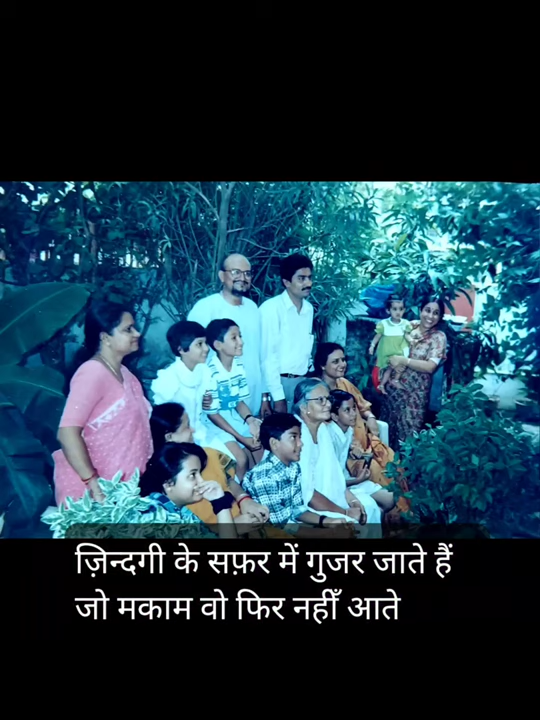 ज़िन्दगी के सफ़र में गुजर जाते हैं
जो मकाम वो फिर नहीँ आते